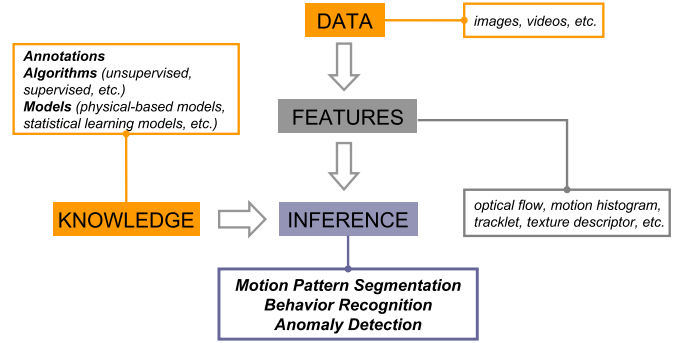 DATA
images, videos, etc.
Annotations
Algorithms (unsupervised,
supervised, etc.)
Models (physical-based models,
statistical learning models, etc.)
FEATURES
KNOWLEDGE
INFERENCE
optical flow, motion histogram,
tracklet, texture descriptor, etc.
Motion Pattern Segmentation
Behavior Recognition
Anomaly Detection